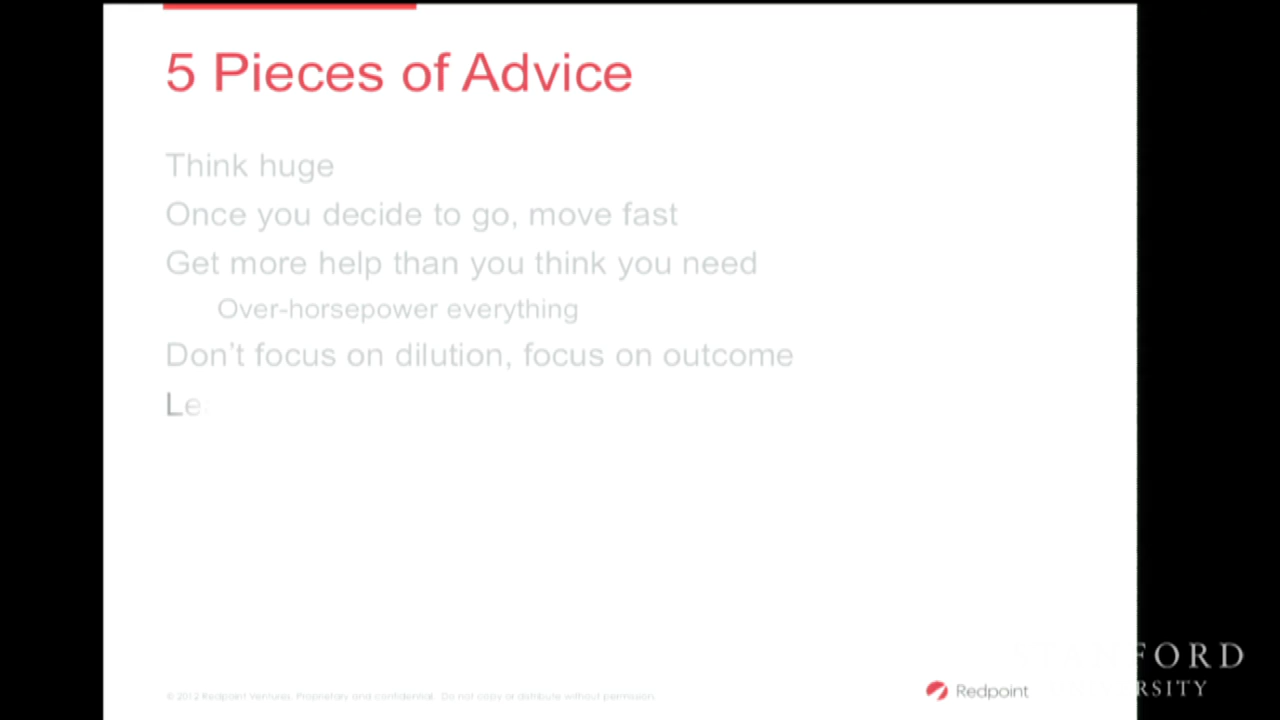 5 Pieces of Advice
Think huge
Once you decide to go, move fast
Get more help than you think you need
Over-horsepower everything
Don't focus on dilution, focus on outcome
Le
© 2012 Redpoint Ventures. Proprietary and confidential. Do not copy or distribute without permission.
Redpoint
STANFORD
UNIVERSITY